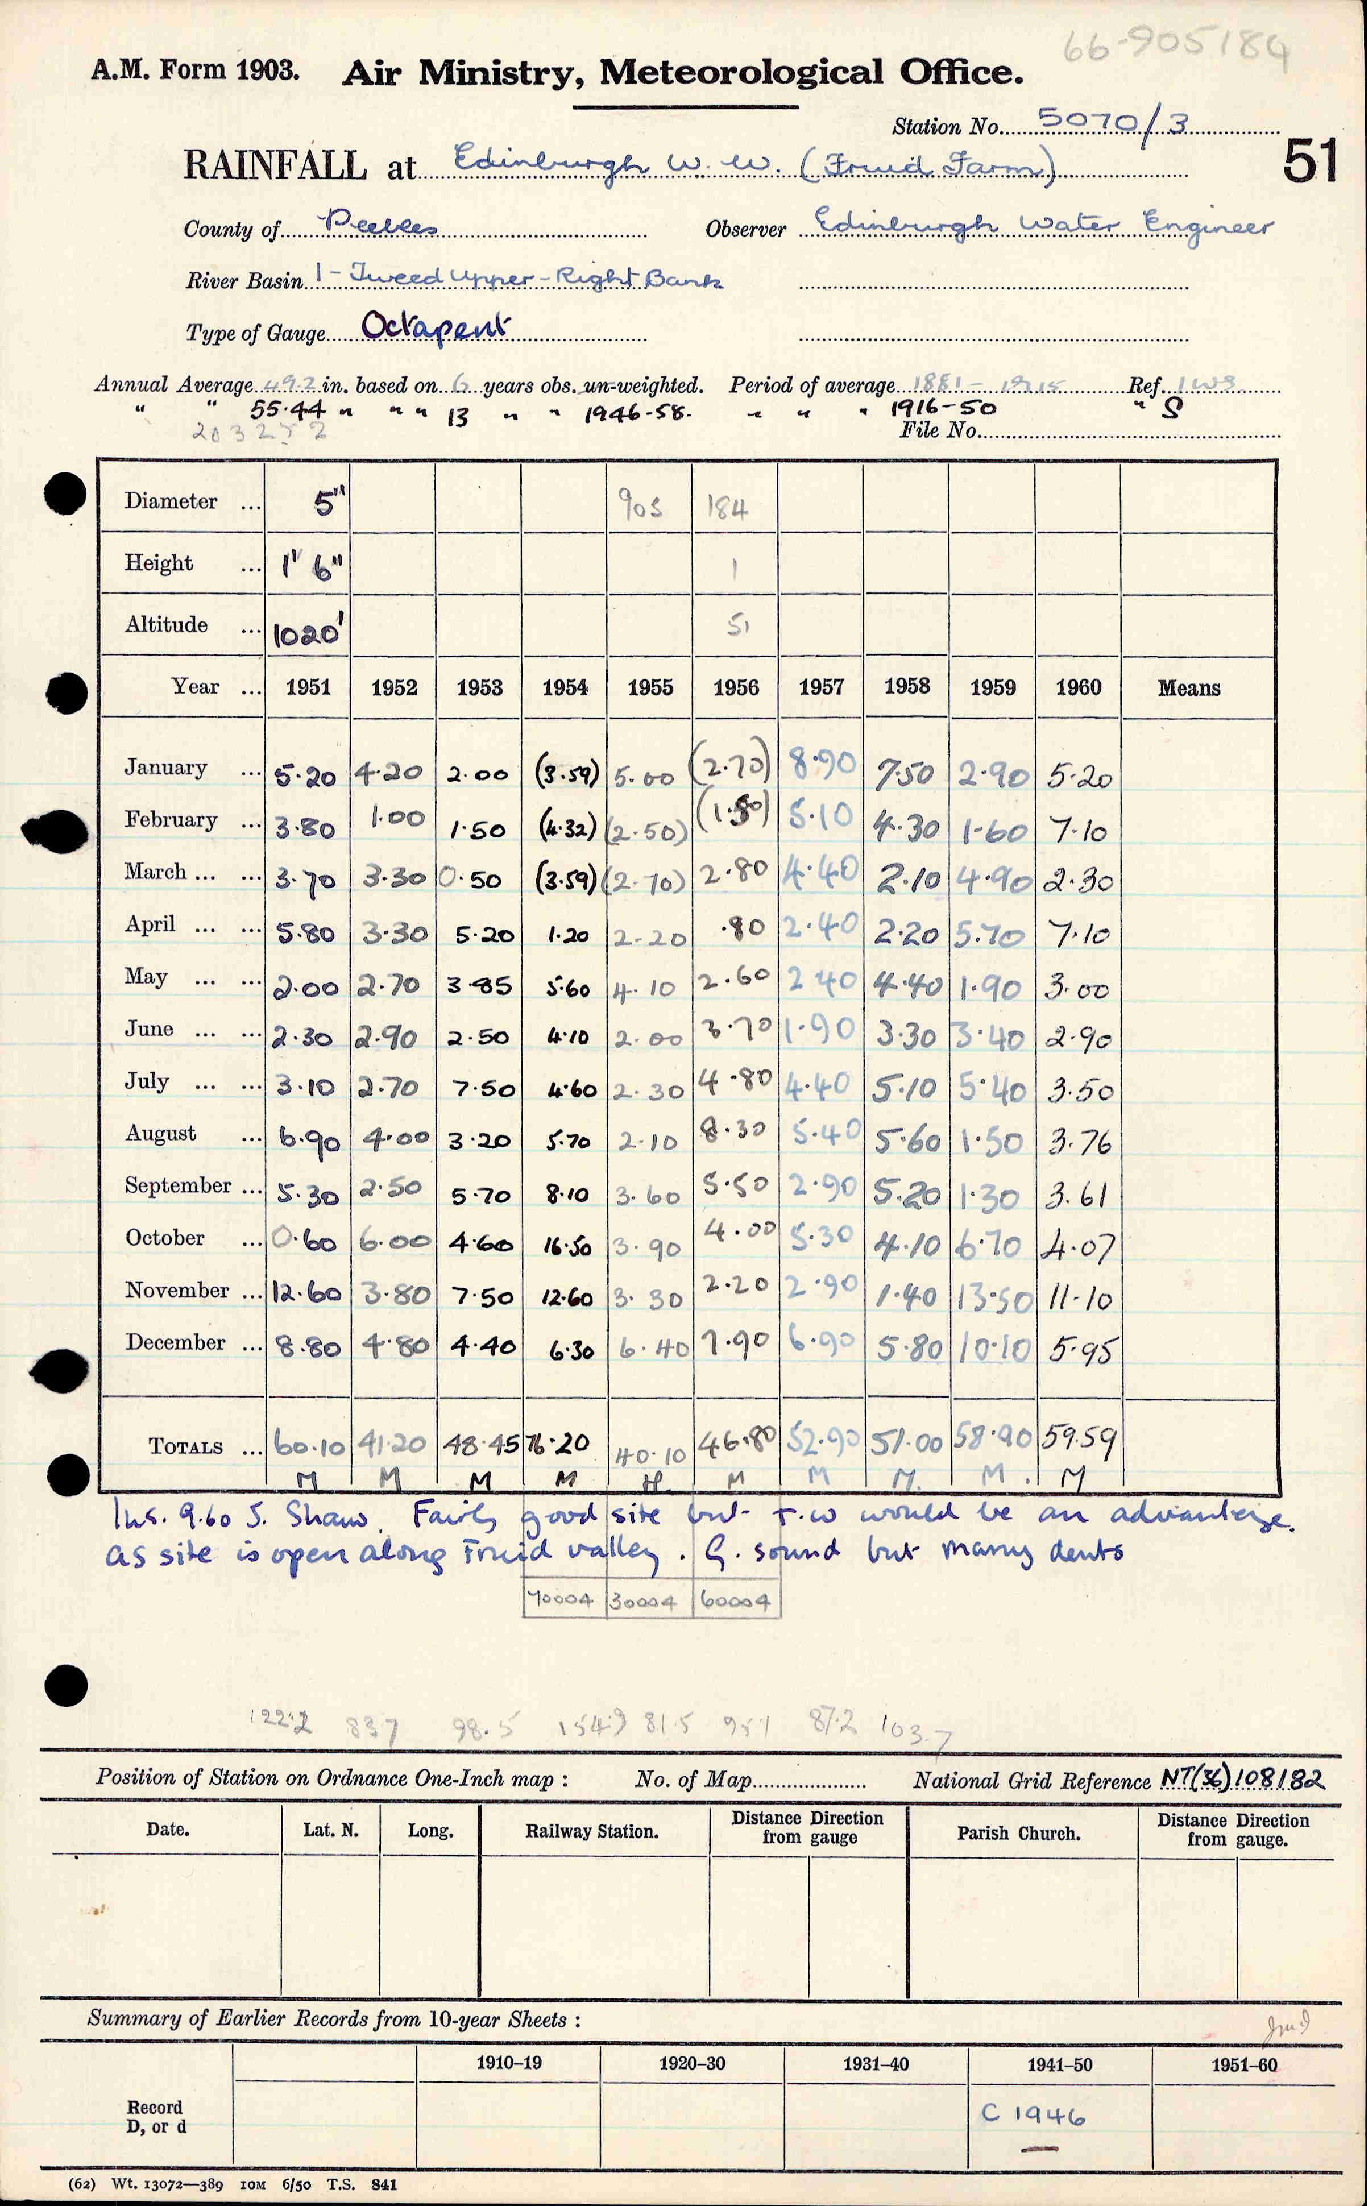 66-905184
A.M. Form 1903. Air Ministry, Meteorological Office.
Station No. 5070/3
51
RAINFALL at Edinburgh W. W. (Fruid Farm)
County of Peebles Observer Edinburgh Water Engineer
River Basin 1 - Tweed Upper - Right Bank
Type of Gauge Octapent
Annual Average 49.2 in. based on 6 years obs. un-weighted. Period of average 1881 - 1915 Ref. IWS
" " 55.44 " " " 13 " " 1946-58. " " " 1916-50 " S
File No.
Diameter ... 5" 905 184
Height ... 1' 6" 1
Altitude ... 1020' 51
Year ... 1951 1952 1953 1954 1955 1956 1957 1958 1959 1960 Means
January ... 5.20 4.20 2.00 (3.59) 5.00 (2.70) 8.90 7.50 2.90 5.20
February ... 3.80 1.00 1.50 (4.32) (2.50) (1.50) 5.10 4.30 1.60 7.10
March ... ... 3.70 3.30 0.50 (3.59) (2.70) 2.80 4.40 2.10 4.90 2.30
April ... ... 5.80 3.30 5.20 1.20 2.20 .80 2.40 2.20 5.70 7.10
May ... ... 2.00 2.70 3.85 5.60 4.10 2.60 2.40 4.40 1.90 3.00
June ... ... 2.30 2.90 2.50 4.10 2.00 3.70 1.90 3.30 3.40 2.90
July ... ... 3.10 2.70 7.50 4.60 2.30 4.80 4.40 5.10 5.40 3.50
August ... 6.90 4.00 3.20 5.70 2.10 8.30 5.40 5.60 1.50 3.76
September ... 5.30 2.50 5.70 8.10 3.60 5.50 2.90 5.20 1.30 3.61
October ... 0.60 6.00 4.60 16.50 3.90 4.00 5.30 4.10 6.70 4.07
November ... 12.60 3.80 7.50 12.60 3.30 2.20 2.90 1.40 13.50 11.10
December ... 8.80 4.80 4.40 6.30 6.40 7.90 6.90 5.80 10.10 5.95
TOTALS ... 60.10 41.20 48.45 76.20 40.10 46.80 52.90 51.00 58.90 59.59
M M M M M M M. M. M
Ins. 9.60 J. Shaw. Fairly good site but T.W would be an advantage.
as site is open along Fruid valley. G. sound but many dents
70004 30004 60004
122.2 837 98.5 154.9 81.5 951 87.2 103.7
Position of Station on Ordnance One-Inch map : No. of Map National Grid Reference NT(36)108182
Date. Lat. N. Long. Railway Station. Distance from gauge Direction Parish Church. Distance from gauge. Direction
Summary of Earlier Records from 10-year Sheets :
1910-19 1920-30 1931-40 1941-50 1951-60
Record D, or d C 1946
(62) Wt. 13072—389 10M 6/50 T.S. 841